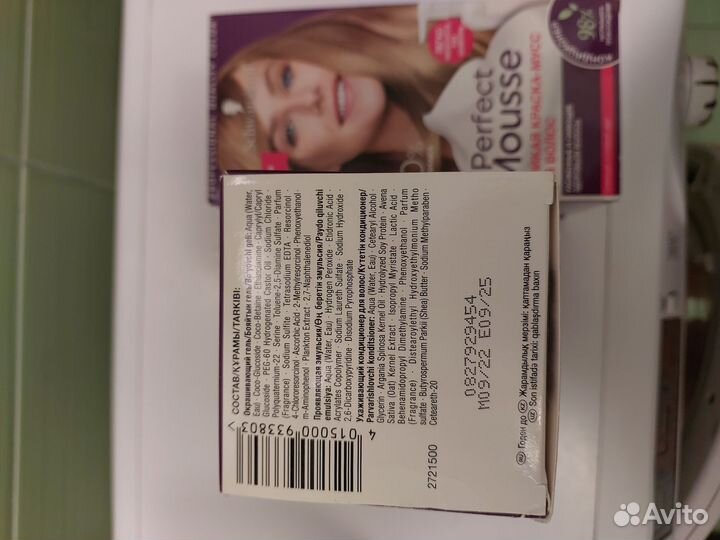 Perfect
Mousse
98%
СОСТАВ/ҚҰРАМЫ/TARKIBI:
Окрашивающий гель/Бояйтын гель/Bo'yovchi gel: Aqua (Water,
Eau) · Coco-Glucoside · Coco-Betaine · Etharolamine · Caprylyl/Capryl
Glucoside · PEG-60 Hydrogenated Castor Oil · Sodium Chloride ·
Polyquaternium-22 · Serine · Toluene-2,5-Diamine Sulfate · Parfum
(Fragrance) · Sodium Sulfite · Tetrasodium EDTA · Resorcinol ·
4-Chlororesorcinol · Ascorbic Acid · 2-Methylresorcinol · Phenoxyethanol ·
m-Aminophenol · Plankton Extract · 2,7-Naphthalenediol
Проявляющая эмульсия/Өң беретін эмульсия/Paydo qiluvchi
emulsiya: Aqua (Water, Eau) · Hydrogen Peroxide · Etidronic Acid ·
Acrylates Copolymer · Sodium Laureth Sulfate · Sodium Hydroxide ·
2,6-Dicarboxypyridine · Disodium Pyrophosphate
Ухаживающий кондиционер для волос/Күтетін кондиционер/
Parvarishlovchi konditsioner: Aqua (Water, Eau) · Cetearyl Alcohol ·
Glycerin · Argania Spinosa Kernel Oil · Hydrolyzed Soy Protein · Avena
Sativa (Oat) Kernel Extract · Isopropyl Myristate · Lactic Acid ·
Behenamidopropyl Dimethylamine · Phenoxyethanol · Parfum
(Fragrance) · Distearoylethyl Hydroxyethylmonium Metho
sulfate · Butyrospermum Parkii (Shea) Butter · Sodium Methylparaben ·
Ceteareth-20
4 015000 933803 >
2721500
0827929454
M09/22 E09/25
RU Годен до
KZ Жарамдылық мерзімі: қаптамадан қараңыз
Son istifadə tarixi: qablaşdırma baxın
Avito